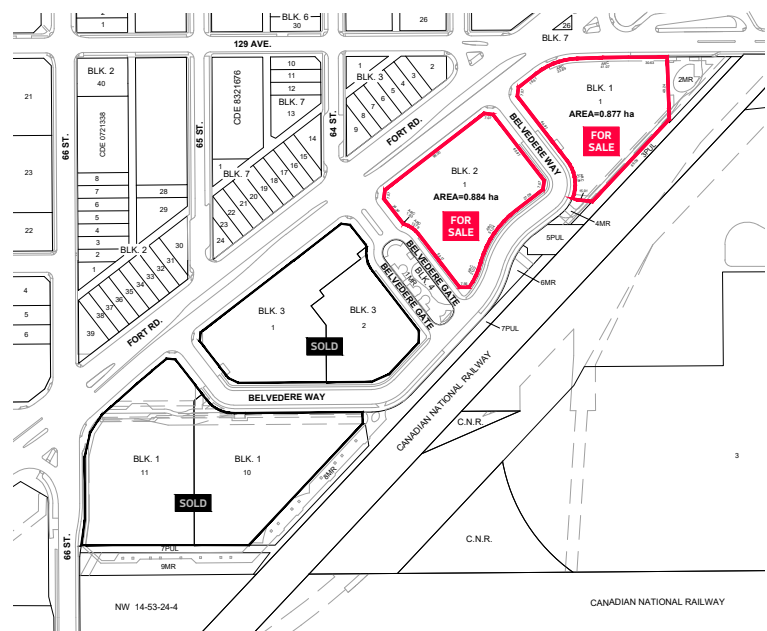 1
BLK. 6
30
26
26
129 AVE.
BLK. 7
BLK. 2
40
CDE 0721338
CDE 8321676
10
11
12
BLK. 7
13
14
15
16
17
18
19
20
21
22
23
24
1
BLK.7
1
BLK. 3
2
3
4
5
6
7
8
9
21
23
22
66 ST.
65 ST.
64 ST.
FORT RD.
BLK. 1
1
AREA=0.877 ha
FOR
SALE
2MR
3PUL
BELVEDERE WAY
BLK. 2
1
AREA=0.884 ha
FOR
SALE
4MR
5PUL
6MR
7PUL
8
7
6
5
4
3
2
1
28
29
BLK. 2
30
31
32
33
34
35
36
37
38
39
4
5
6
FORT RD.
BELVEDERE GATE
BLK 4
BELVEDERE GATE
BLK. 3
1
BLK. 3
2
SOLD
BELVEDERE WAY
CANADIAN NATIONAL RAILWAY
C.N.R.
3
BLK. 1
11
BLK. 1
10
SOLD
8MR
66 ST.
7PUL
9MR
C.N.R.
NW 14-53-24-4
CANADIAN NATIONAL RAILWAY